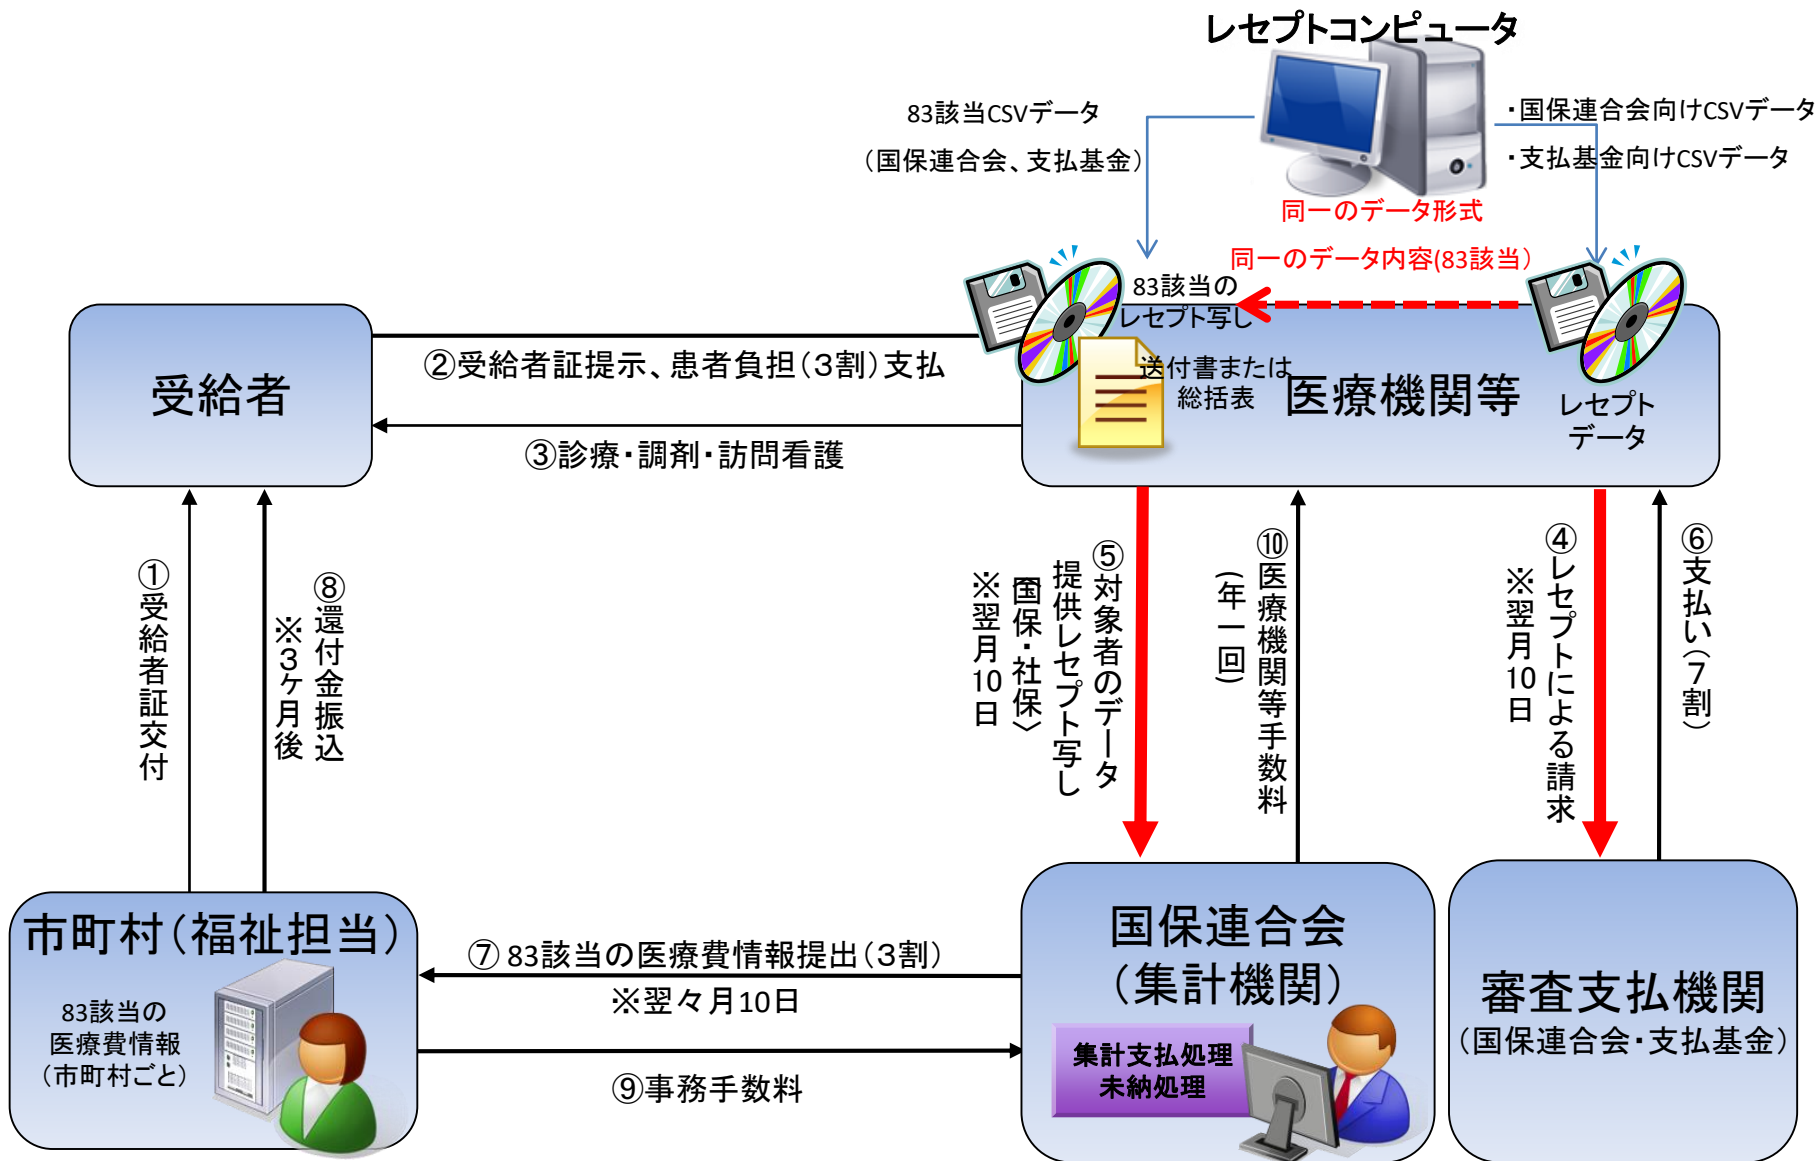 レセプトコンピュータ
83該当CSVデータ
（国保連合会、支払基金）
・国保連合会向けCSVデータ
・支払基金向けCSVデータ
同一のデータ形式
同一のデータ内容(83該当）
83該当の
レセプト写し
送付書または
総括表
医療機関等
レセプト
データ
受給者
②受給者証提示、患者負担（3割）支払
③診療・調剤・訪問看護
①受給者証交付
⑧還付金振込
※3ヶ月後
⑤対象者のデータ
提供レセプト写し
〈国保・社保〉
※翌月10日
⑩医療機関等手数料
(年一回)
④レセプトによる請求
※翌月10日
⑥支払い（7割）
市町村（福祉担当）
83該当の
医療費情報
（市町村ごと）
⑦83該当の医療費情報提出（3割）
※翌々月10日
⑨事務手数料
国保連合会
（集計機関）
集計支払処理
未納処理
審査支払機関
（国保連合会・支払基金）